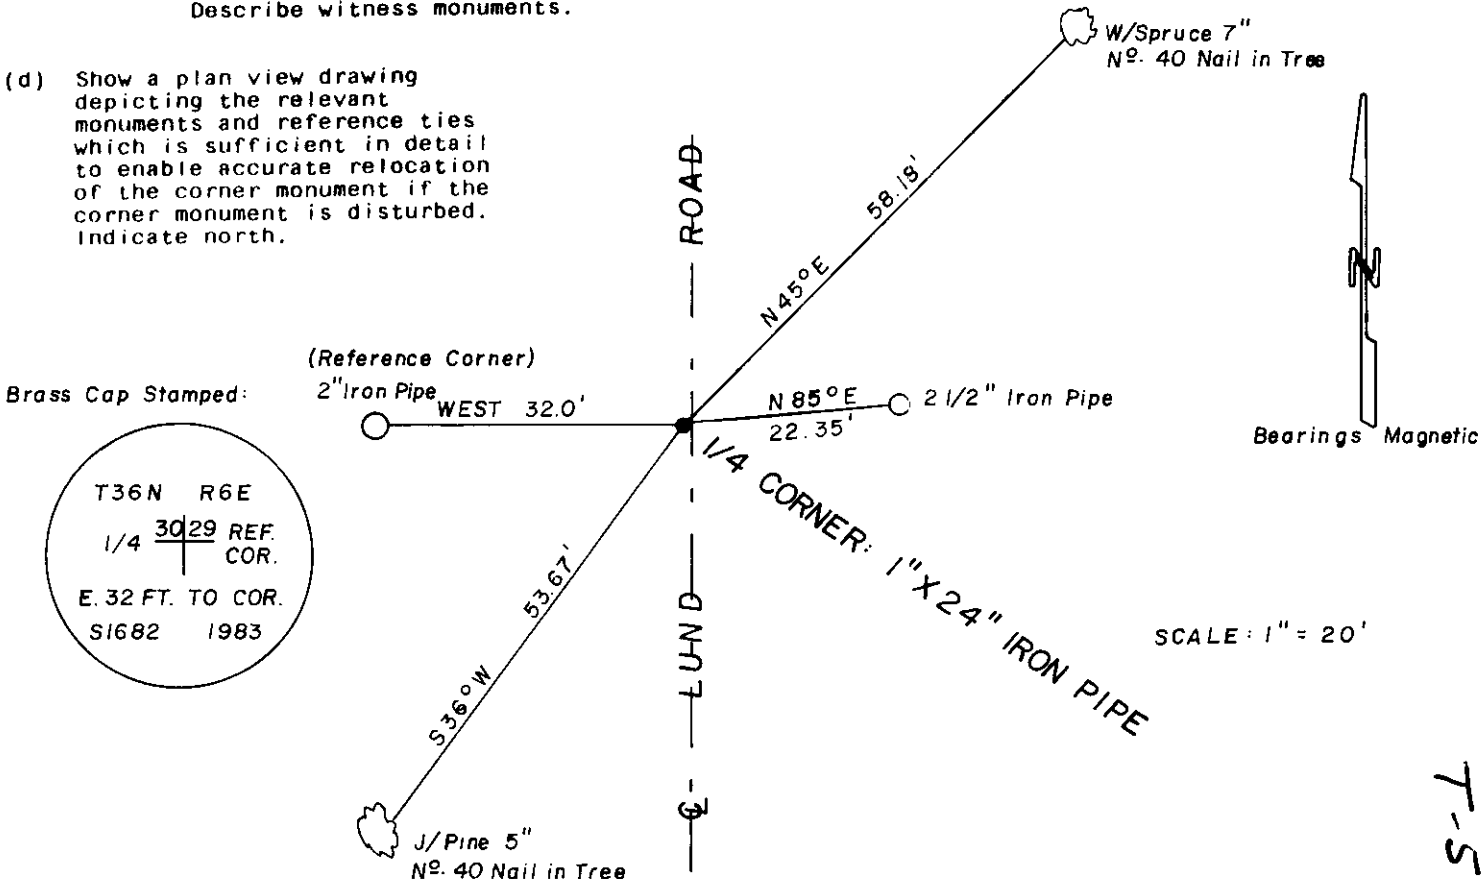 Describe witness monuments.
(d) Show a plan view drawing
depicting the relevant
monuments and reference ties
which is sufficient in detail
to enable accurate relocation
of the corner monument if the
corner monument is disturbed.
Indicate north.
W/Spruce 7"
Nº. 40 Nail in Tree
58.18'
N 45° E
ROAD
N
Bearings Magnetic
(Reference Corner)
2" Iron Pipe
WEST 32.0'
N 85° E
22.35'
2 1/2" Iron Pipe
Brass Cap Stamped:
T36N R6E
1/4 30 29 REF.
COR.
E. 32 FT. TO COR.
S1682 1983
1/4 CORNER: 1" X 24" IRON PIPE
53.67'
S 36° W
LUND
SCALE: 1" = 20'
℄
J/Pine 5"
Nº. 40 Nail in Tree
T-5